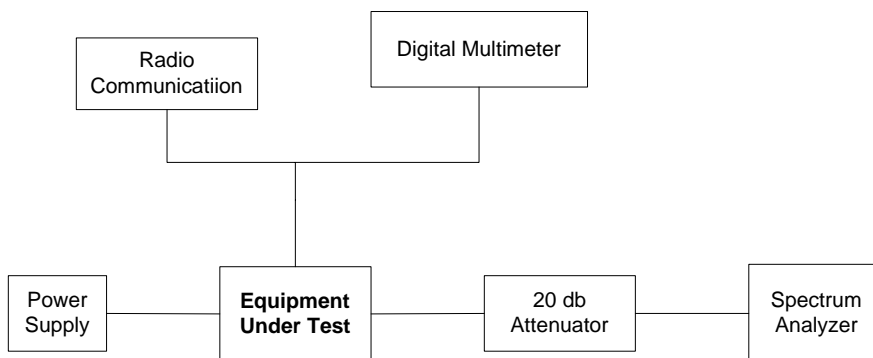 Radio
Communicatiion
Digital Multimeter
Power
Supply
Equipment
Under Test
20 db
Attenuator
Spectrum
Analyzer